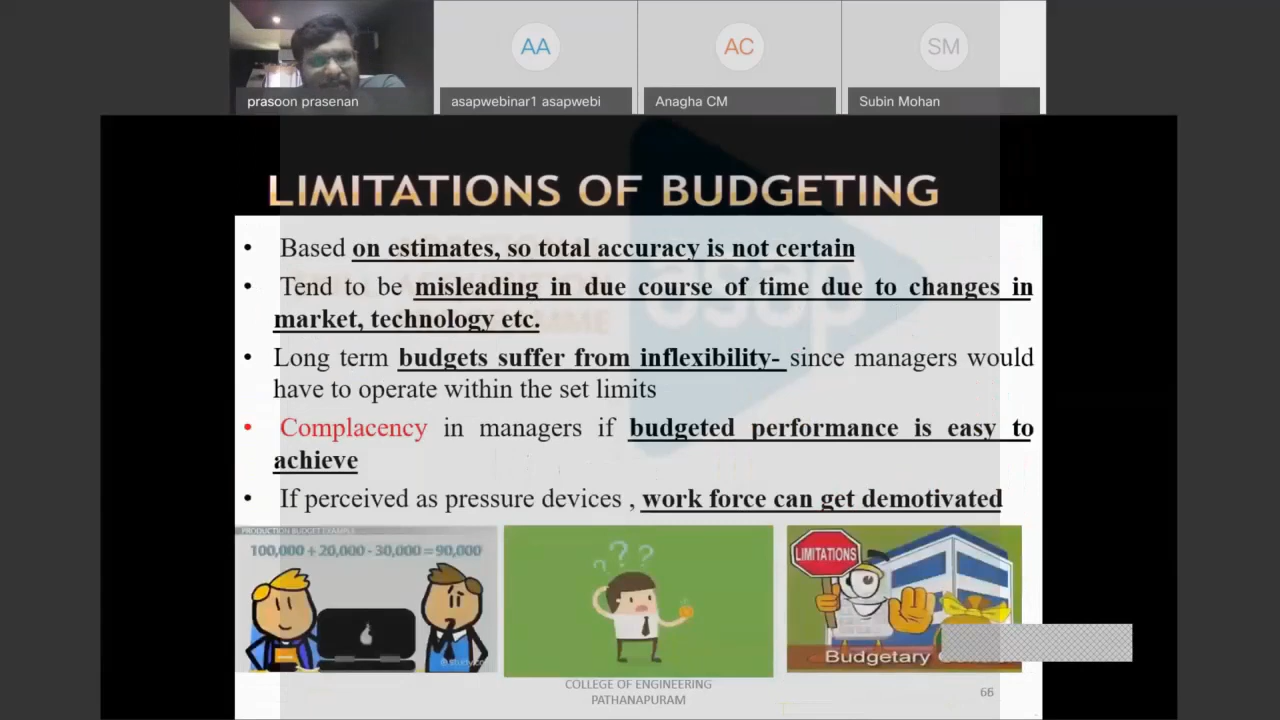 AA
AC
SM
prasoon prasenan
asapwebinar1 asapwebi
Anagha CM
Subin Mohan
LIMITATIONS OF BUDGETING
• Based on estimates, so total accuracy is not certain
• Tend to be misleading in due course of time due to changes in
market, technology etc.
• Long term budgets suffer from inflexibility- since managers would
have to operate within the set limits
• Complacency in managers if budgeted performance is easy to
achieve
• If perceived as pressure devices , work force can get demotivated
PRODUCTION BUDGET EXAMPLE
100,000 + 20,000 - 30,000 = 90,000
? ? ?
LIMITATIONS
Budgetary
COLLEGE OF ENGINEERING
PATHANAPURAM
66
asap